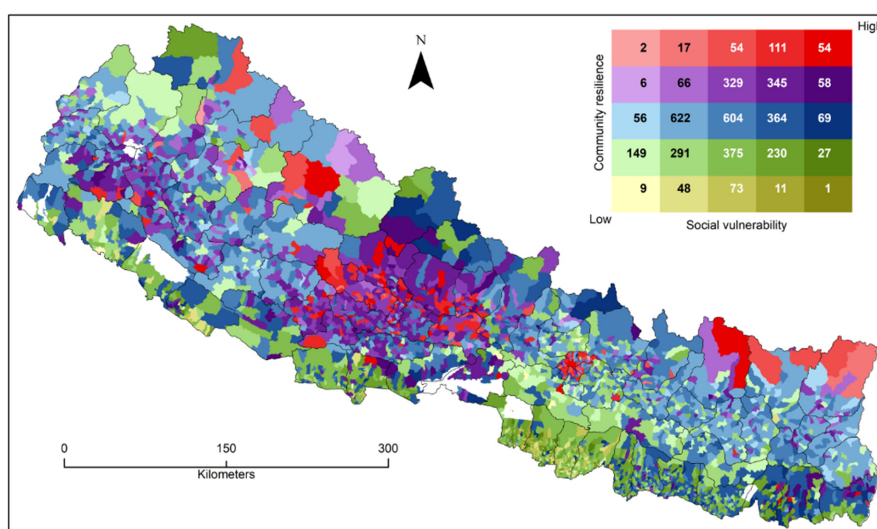 High
N
2 17 54 111 54
6 66 329 345 58
56 622 604 364 69
149 291 375 230 27
9 48 73 11 1
Community resilience
Low
Social vulnerability
0 150 300
Kilometers